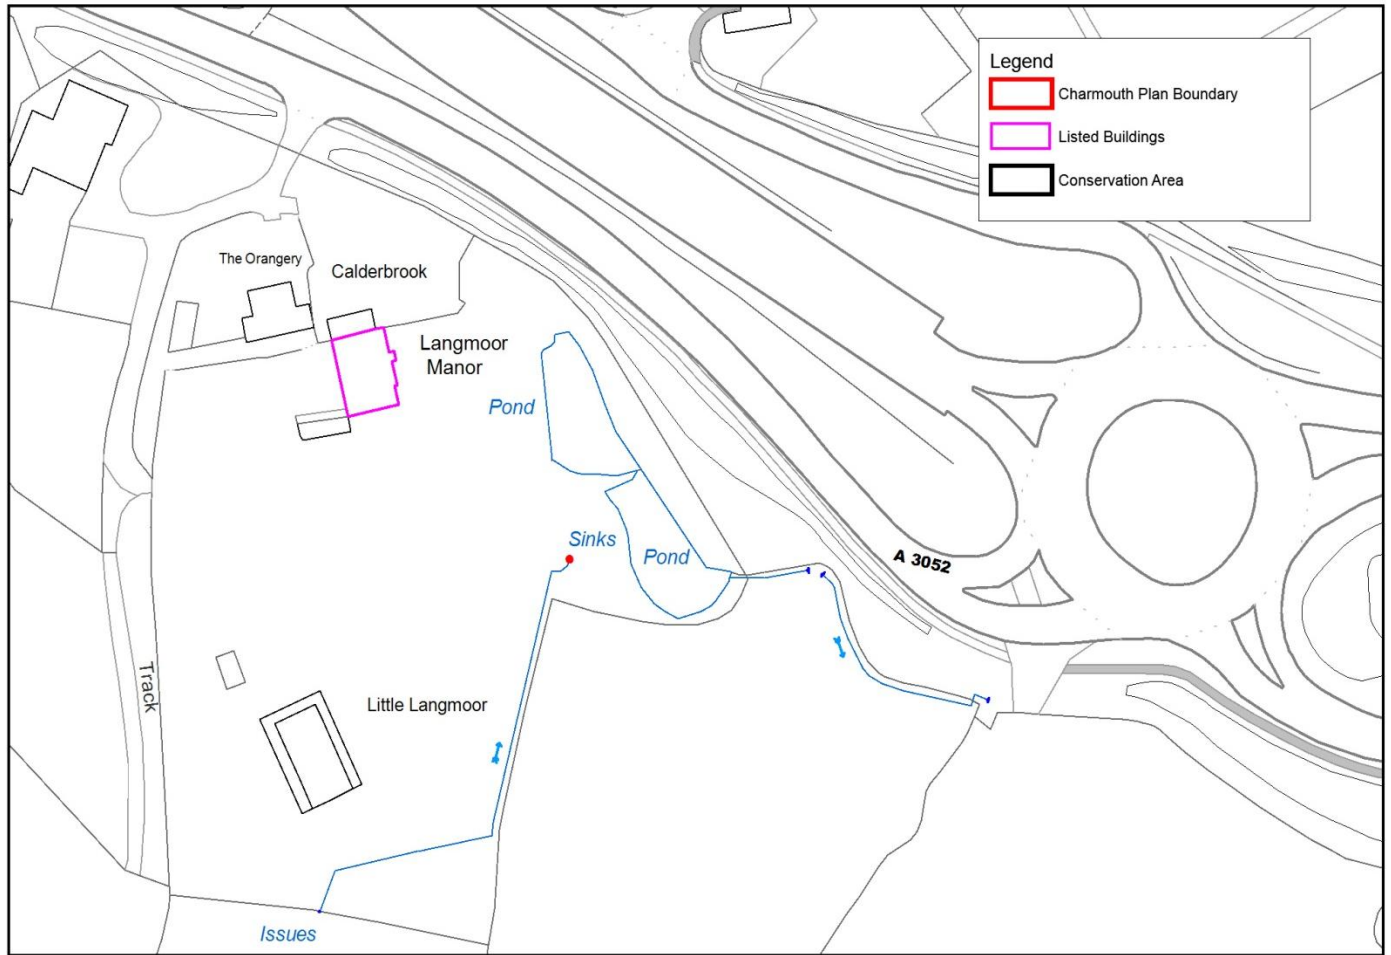 Legend
Charmouth Plan Boundary
Listed Buildings
Conservation Area
The Orangery
Calderbrook
Langmoor
Manor
Pond
Sinks
Pond
A 3052
Track
Little Langmoor
Issues